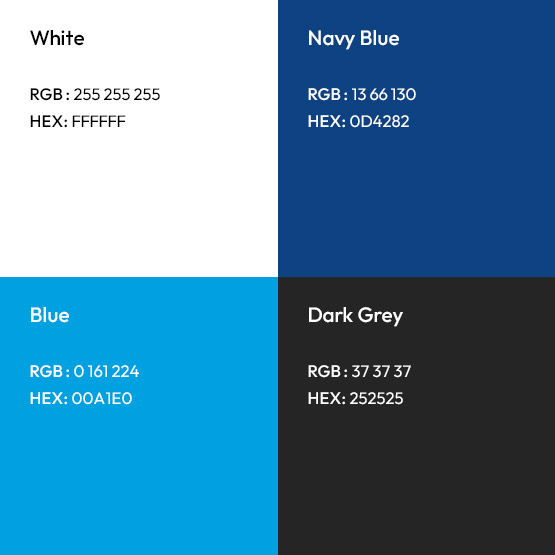 White
RGB : 255 255 255
HEX: FFFFFF
Navy Blue
RGB : 13 66 130
HEX: 0D4282
Blue
RGB : 0 161 224
HEX: 00A1E0
Dark Grey
RGB : 37 37 37
HEX: 252525